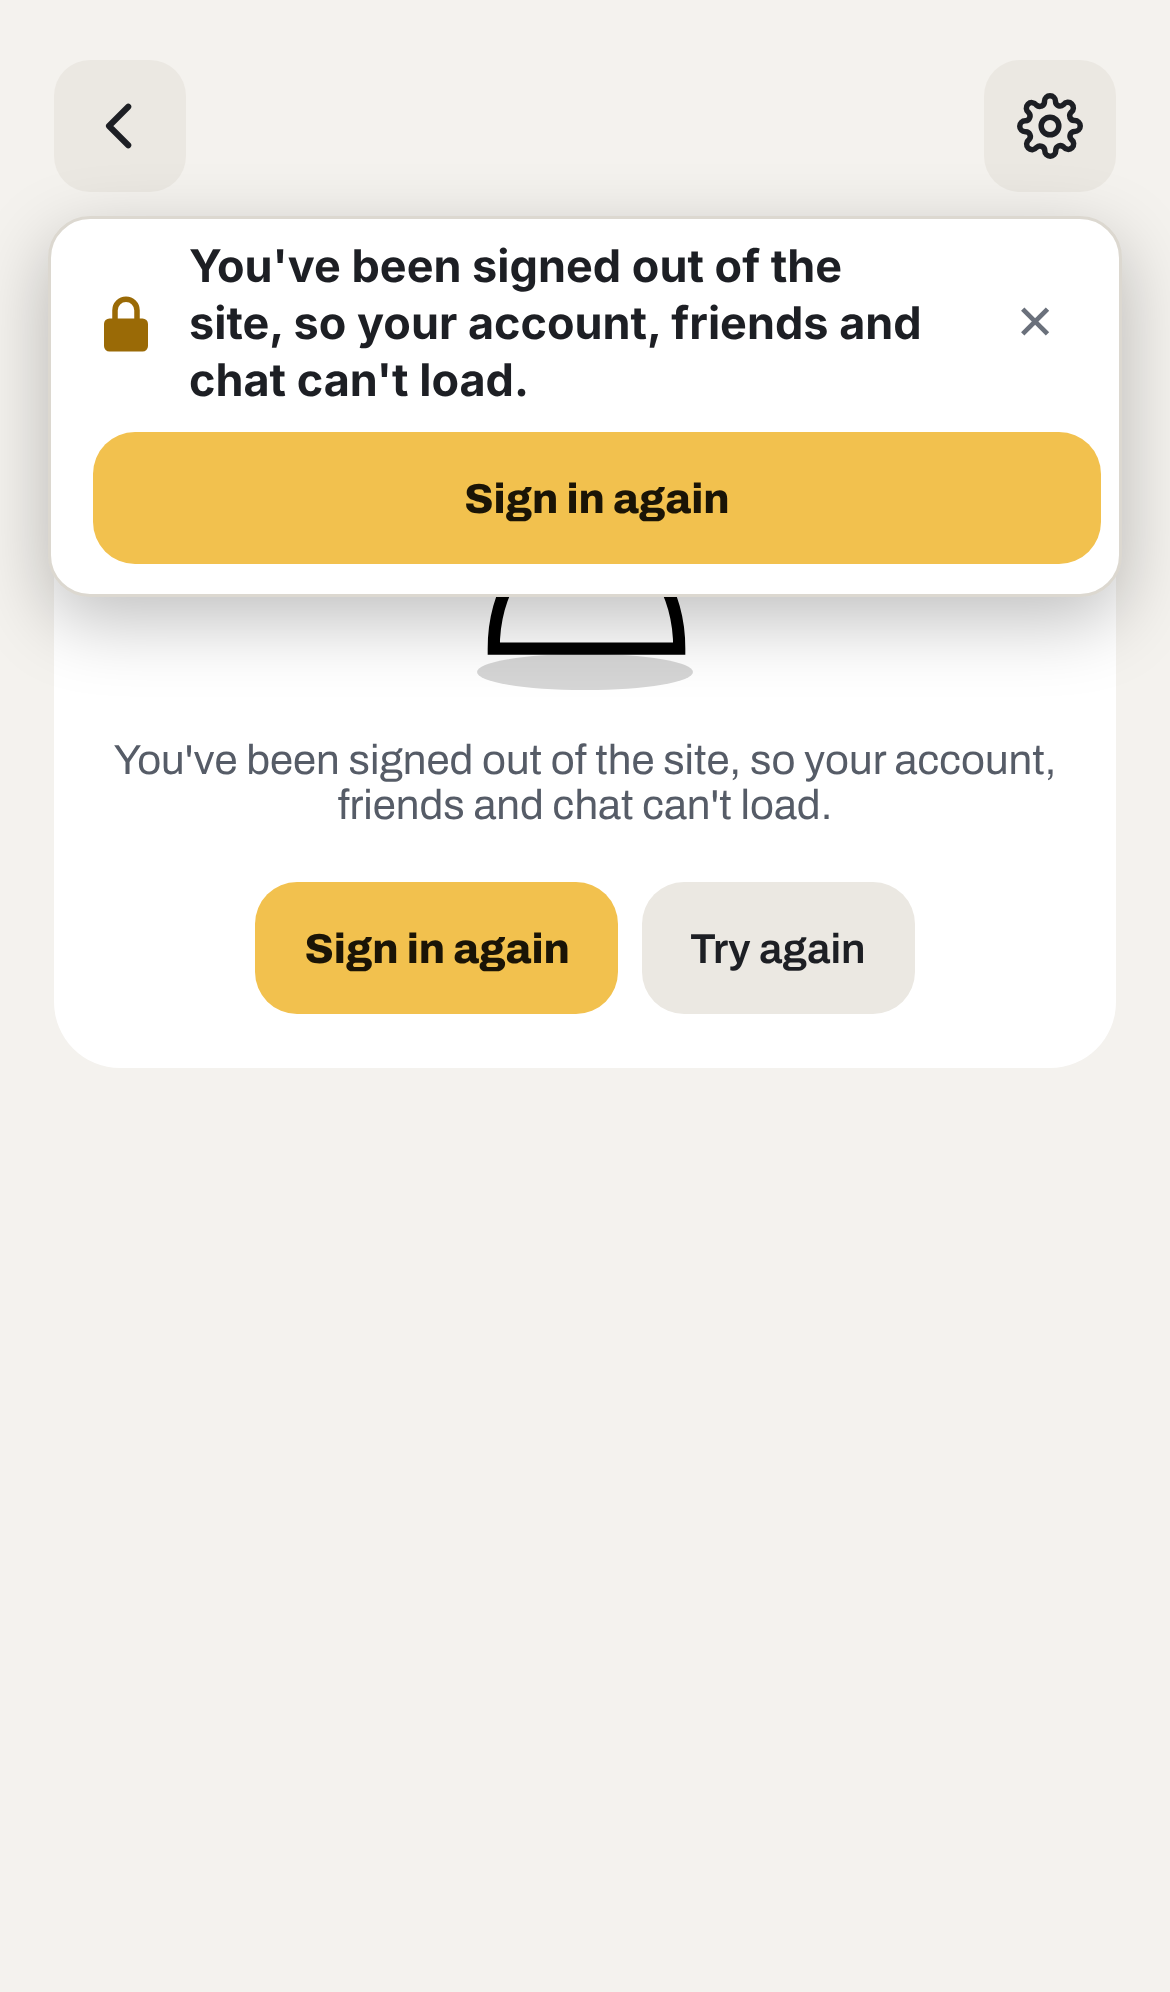 You've been signed out of the
site, so your account, friends and
chat can't load.
Sign in again
You've been signed out of the site, so your account,
friends and chat can't load.
Sign in again
Try again